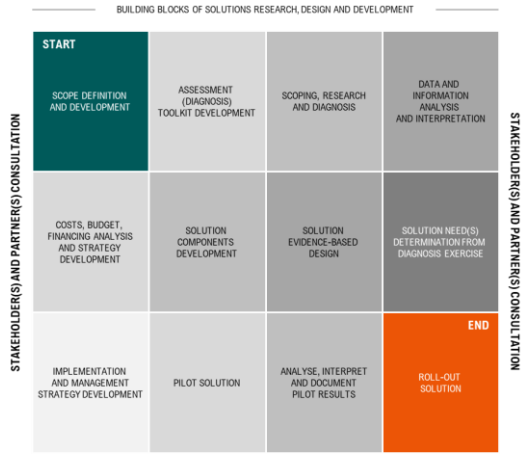 BUILDING BLOCKS OF SOLUTIONS RESEARCH, DESIGN AND DEVELOPMENT
STAKEHOLDER(S) AND PARTNER(S) CONSULTATION
START
SCOPE DEFINITION
AND DEVELOPMENT
ASSESSMENT
(DIAGNOSIS)
TOOLKIT DEVELOPMENT
SCOPING, RESEARCH
AND DIAGNOSIS
DATA AND
INFORMATION
ANALYSIS
AND INTERPRETATION
COSTS, BUDGET,
FINANCING ANALYSIS
AND STRATEGY
DEVELOPMENT
SOLUTION
COMPONENTS
DEVELOPMENT
SOLUTION
EVIDENCE-BASED
DESIGN
SOLUTION NEED(S)
DETERMINATION FROM
DIAGNOSIS EXERCISE
IMPLEMENTATION
AND MANAGEMENT
STRATEGY DEVELOPMENT
PILOT SOLUTION
ANALYSE, INTERPRET
AND DOCUMENT
PILOT RESULTS
END
ROLL-OUT
SOLUTION
STAKEHOLDER(S) AND PARTNER(S) CONSULTATION